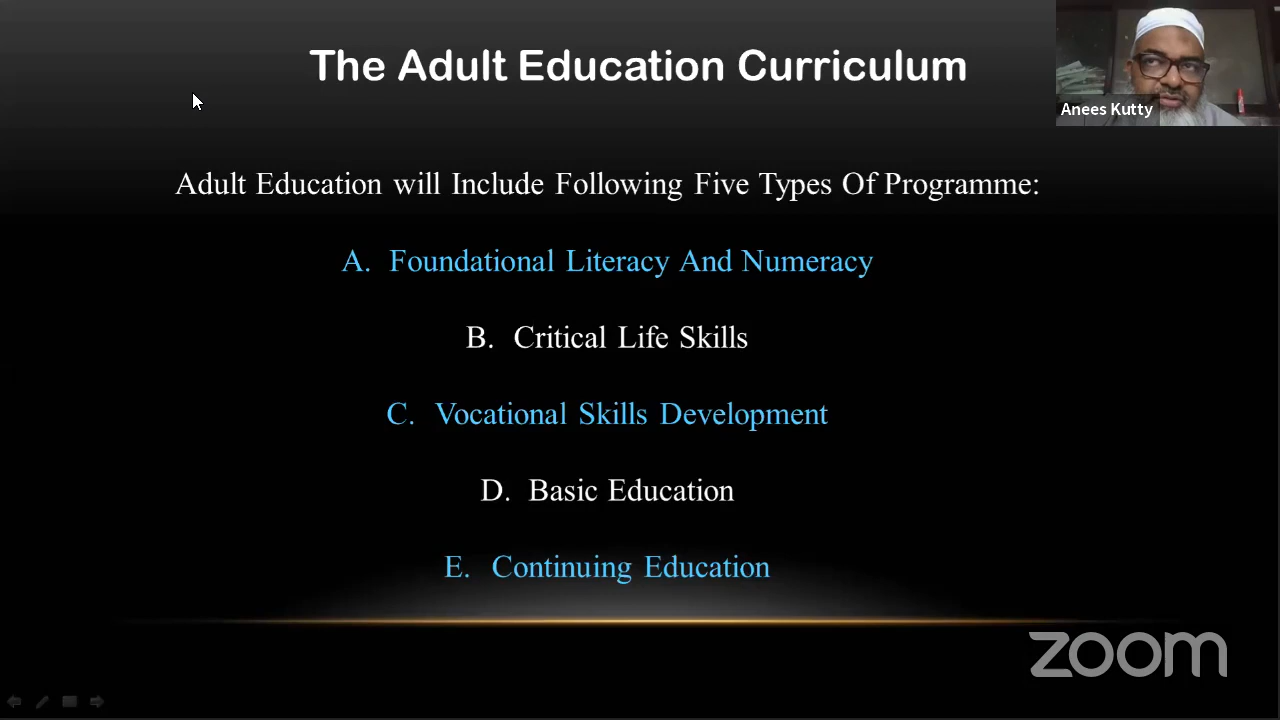 The Adult Education Curriculum
Anees Kutty
Adult Education will Include Following Five Types Of Programme:
A. Foundational Literacy And Numeracy
B. Critical Life Skills
C. Vocational Skills Development
D. Basic Education
E. Continuing Education
zoom